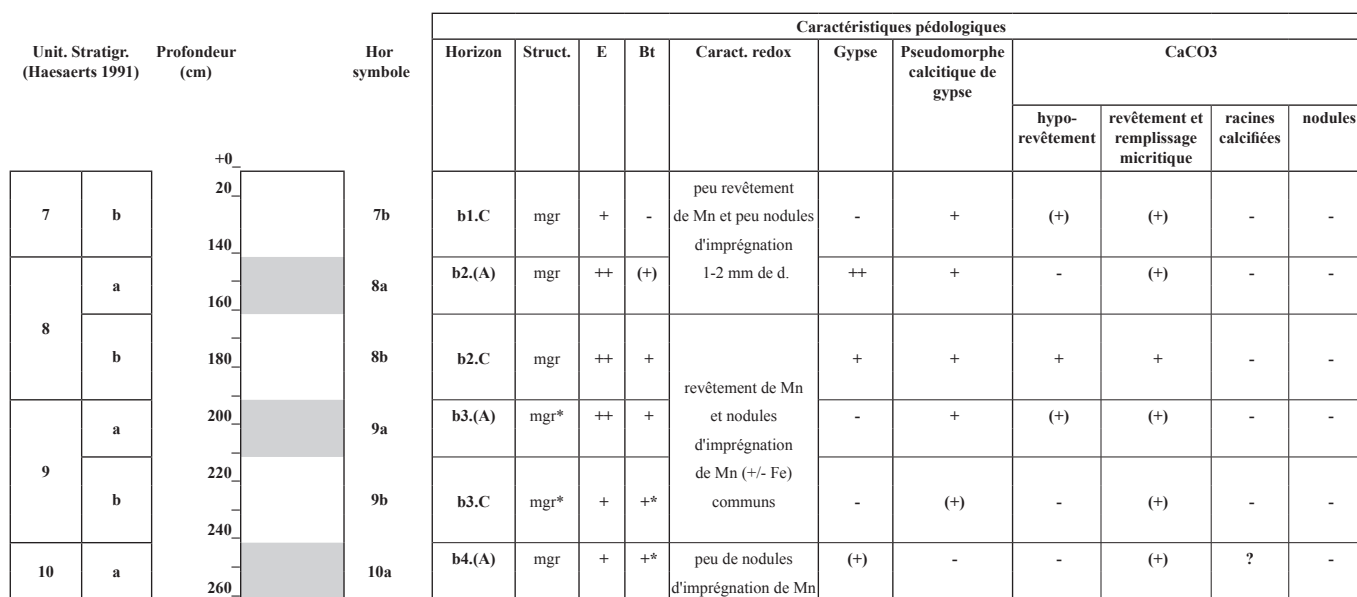 Caractéristiques pédologiques
Unit. Stratigr. (Haesaerts 1991) Profondeur (cm) Hor symbole Horizon Struct. E Bt Caract. redox Gypse Pseudomorphe calcitique de gypse CaCO3
hypo-revêtement revêtement et remplissage micritique racines calcifiées nodules
+0
20
7 b 7b b1.C mgr + - peu revêtement de Mn et peu nodules d'imprégnation 1-2 mm de d. - + (+) (+) - -
140
8 a 8a b2.(A) mgr ++ (+) ++ + - (+) - -
160
b 180 8b b2.C mgr ++ + revêtement de Mn et nodules d'imprégnation de Mn (+/- Fe) communs + + + + - -
9 a 200 9a b3.(A) mgr* ++ + - + (+) (+) - -
220
b 9b b3.C mgr* + +* - (+) - (+) - -
240
10 a 10a b4.(A) mgr + +* peu de nodules d'imprégnation de Mn (+) - - (+) ? -
260